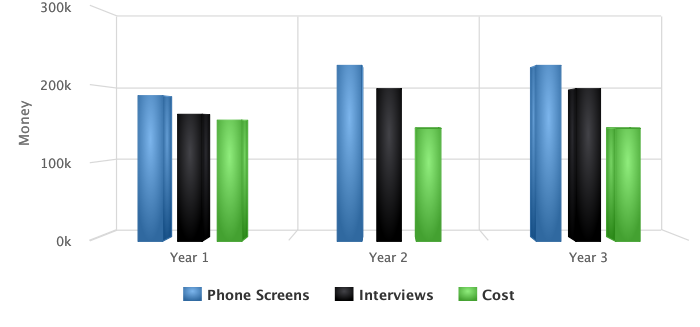 300k
200k
100k
0k
Money
Year 1 Year 2 Year 3
Phone Screens Interviews Cost